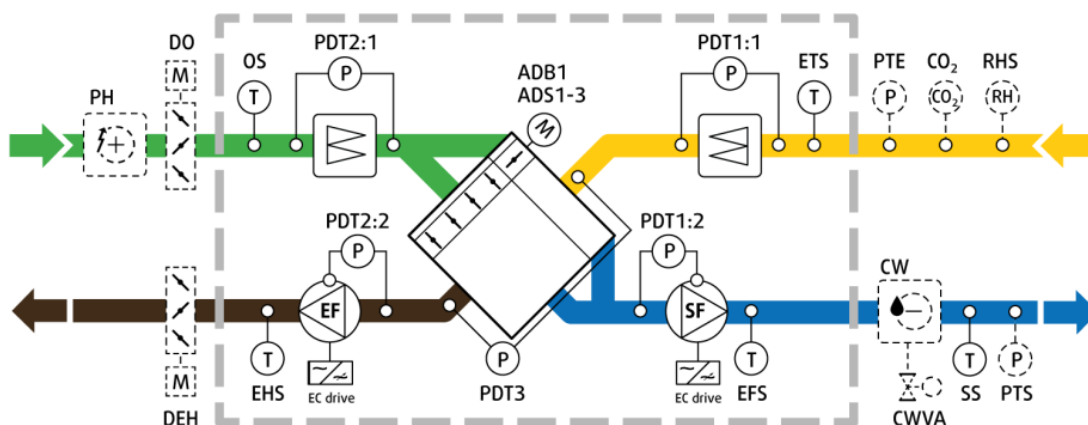 DO
M
PH
OS
T
PDT2:1
P
ADB1
ADS1-3
M
PDT1:1
P
ETS
T
PTE
P
CO₂
CO₂
RHS
RH
PDT2:2
P
PDT1:2
P
EF
SF
CW
M
DEH
T
EHS
EC drive
P
PDT3
EC drive
T
EFS
CWVA
T
SS
P
PTS